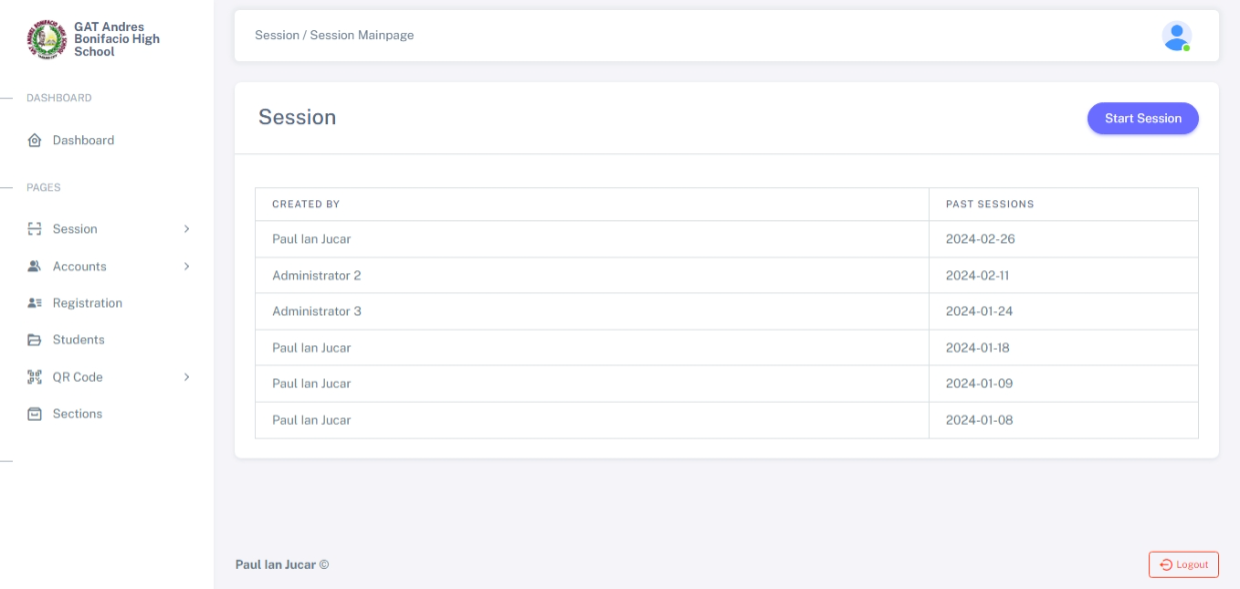 GAT Andres
Bonifacio High
School
DASHBOARD
Dashboard
PAGES
Session
Accounts
Registration
Students
QR Code
Sections
Session / Session Mainpage
Session
Start Session
CREATED BY PAST SESSIONS
Paul Ian Jucar 2024-02-26
Administrator 2 2024-02-11
Administrator 3 2024-01-24
Paul Ian Jucar 2024-01-18
Paul Ian Jucar 2024-01-09
Paul Ian Jucar 2024-01-08
Paul Ian Jucar ©
Logout